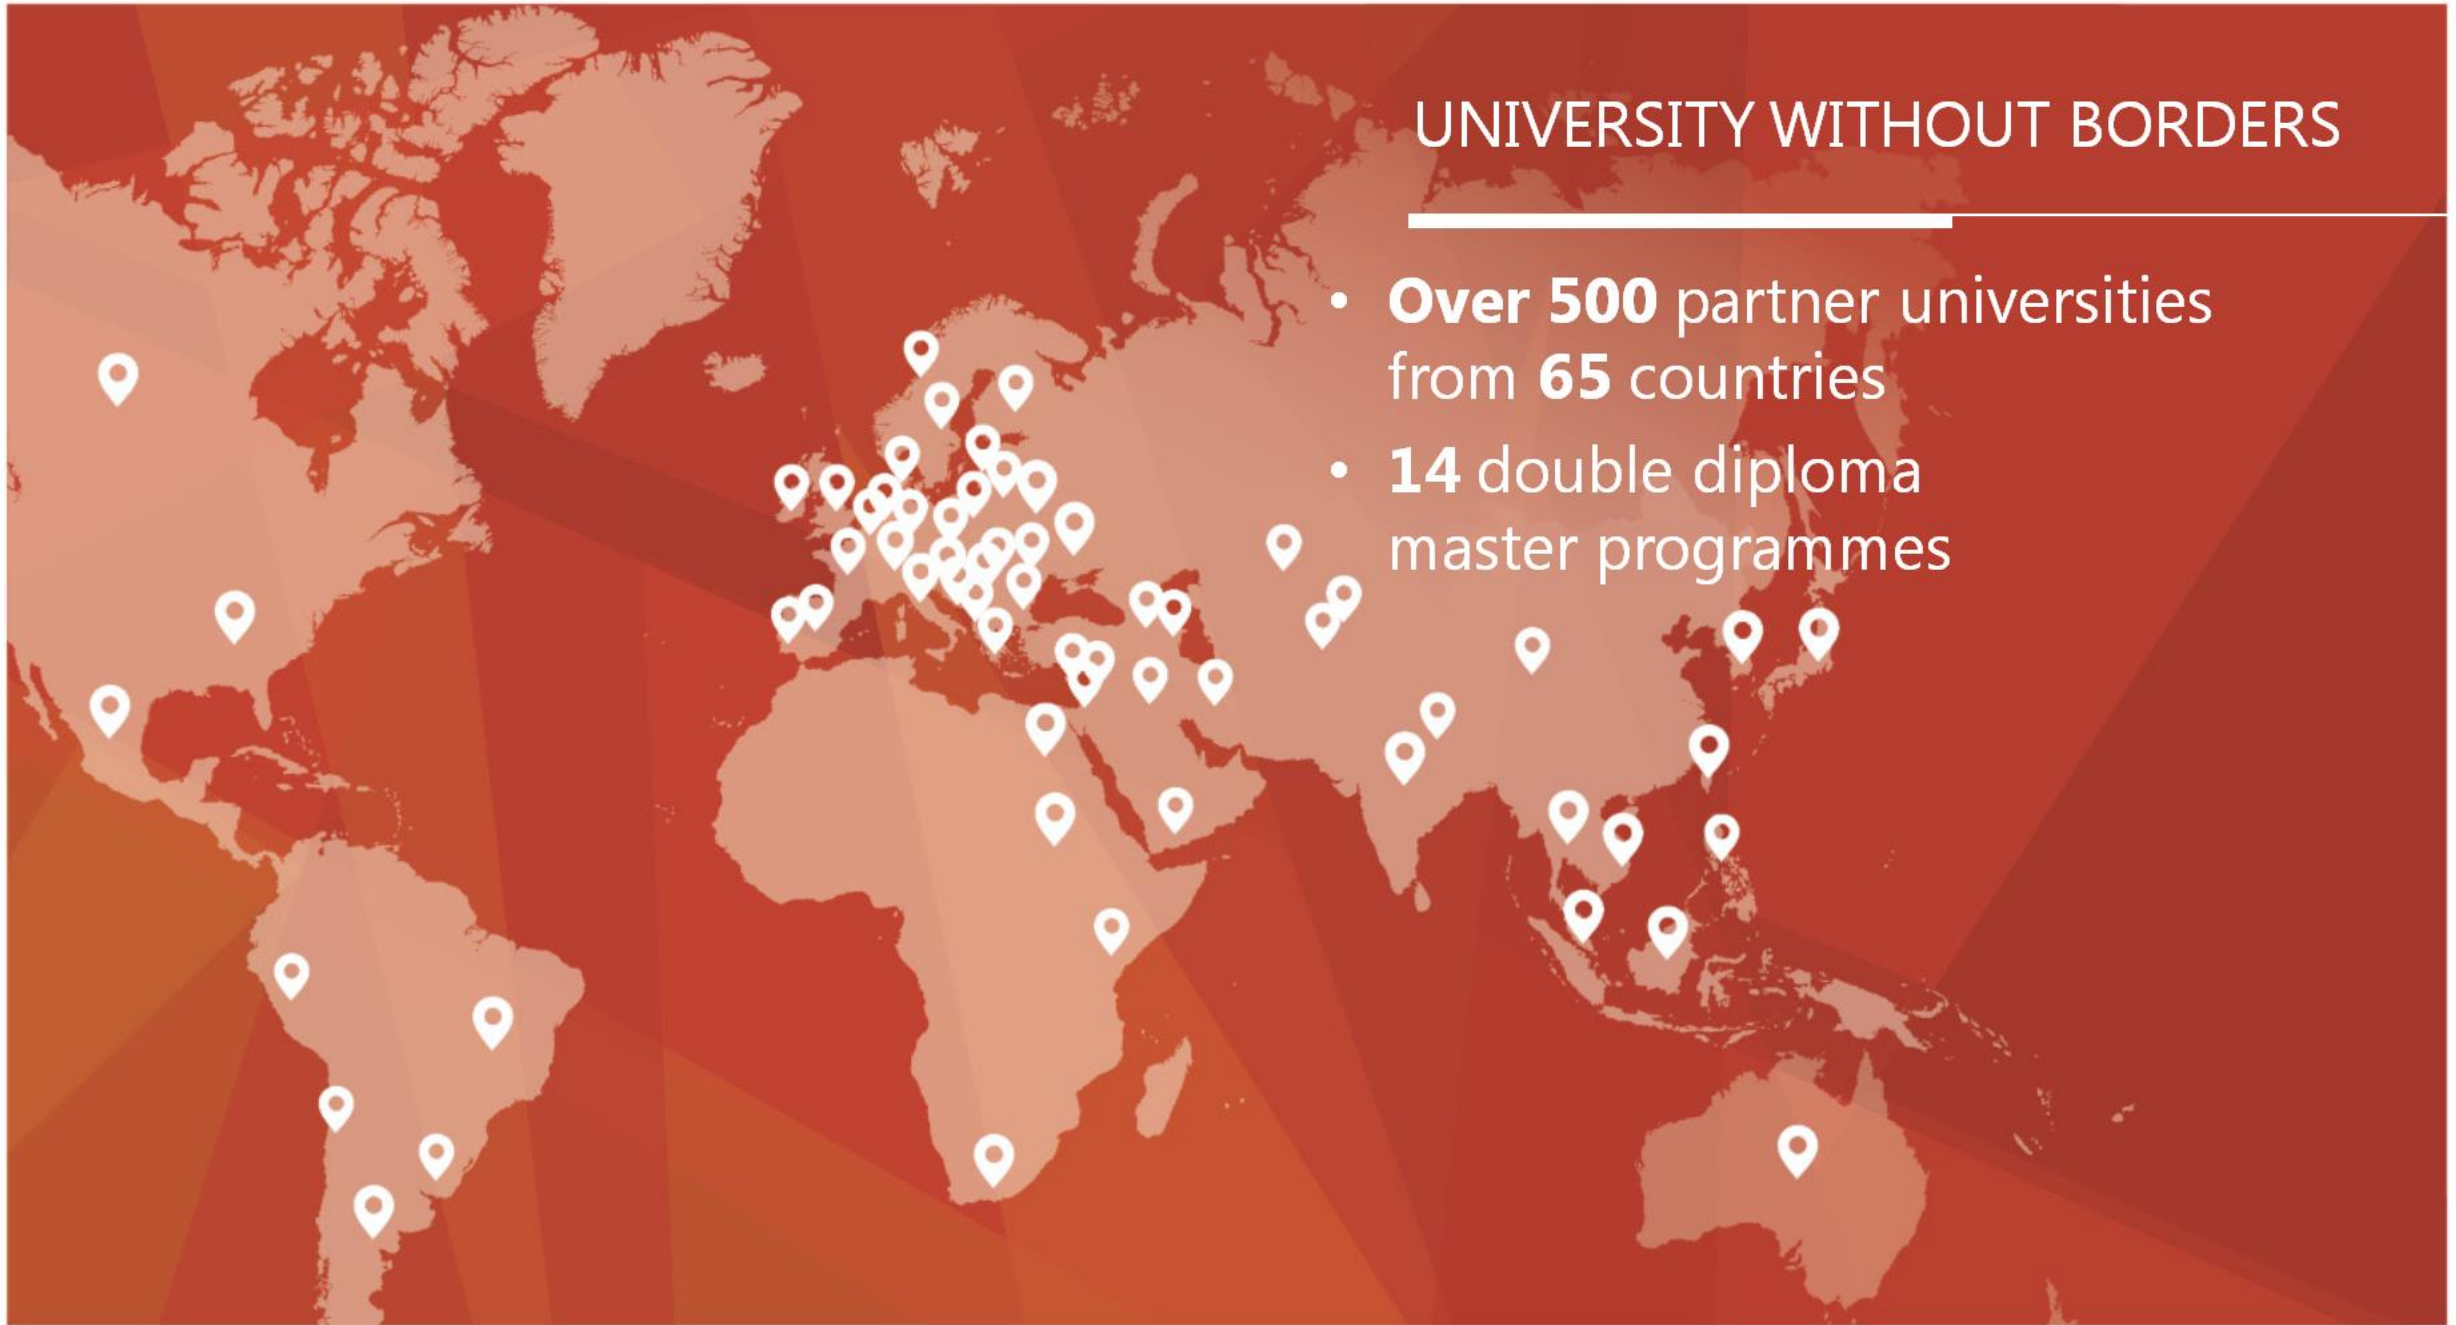 UNIVERSITY WITHOUT BORDERS
• Over 500 partner universities
from 65 countries
• 14 double diploma
master programmes